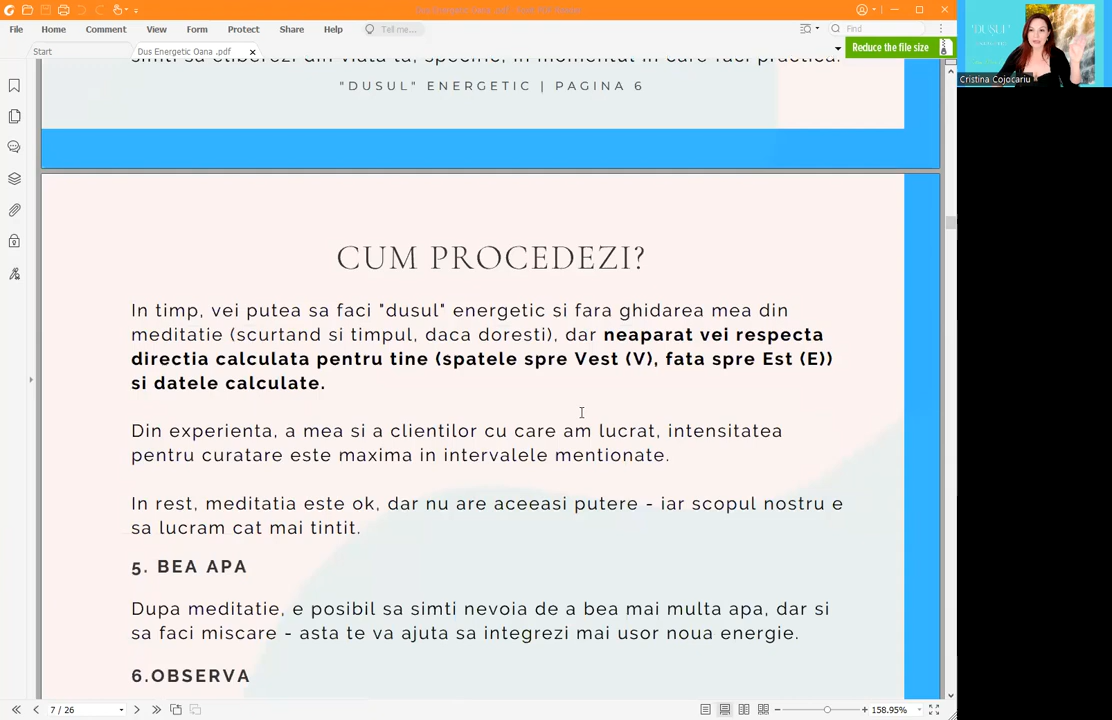 File Home Comment View Form Protect Share Help Tell me... Find
Start Dus Energetic Oana .pdf Reduce the file size
"DUSUL" ENERGETIC | PAGINA 6
CUM PROCEDEZI?
In timp, vei putea sa faci "dusul" energetic si fara ghidarea mea din
meditatie (scurtand si timpul, daca doresti), dar neaparat vei respecta
directia calculata pentru tine (spatele spre Vest (V), fata spre Est (E))
si datele calculate.
Din experienta, a mea si a clientilor cu care am lucrat, intensitatea
pentru curatare este maxima in intervalele mentionate.
In rest, meditatia este ok, dar nu are aceeasi putere - iar scopul nostru e
sa lucram cat mai tintit.
5. BEA APA
Dupa meditatie, e posibil sa simti nevoia de a bea mai multa apa, dar si
sa faci miscare - asta te va ajuta sa integrezi mai usor noua energie.
6.OBSERVA
7 / 26
158.95%
"DUSUL"
Cristina Cojocariu